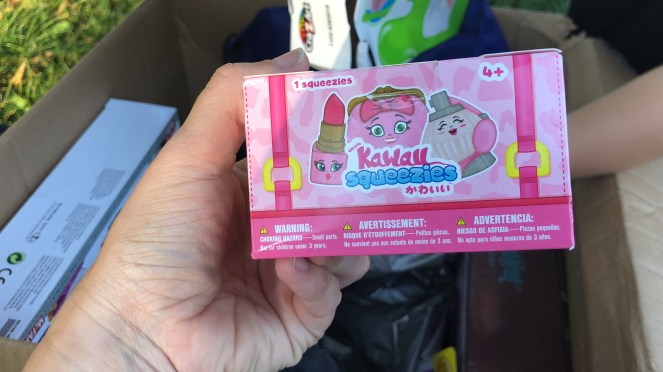 1 squeezies
4+
Kawaii
squeezies
かわいい
WARNING:
CHOKING HAZARD—Small parts.
Not for children under 3 years.
AVERTISSEMENT:
RISQUE D'ÉTOUFFEMENT—Petites pièces.
Ne convient pas aux enfants de moins de 3 ans.
ADVERTENCIA:
RIESGO DE ASFIXIA—Piezas pequeñas.
No apto para niños menores de 3 años.
CE